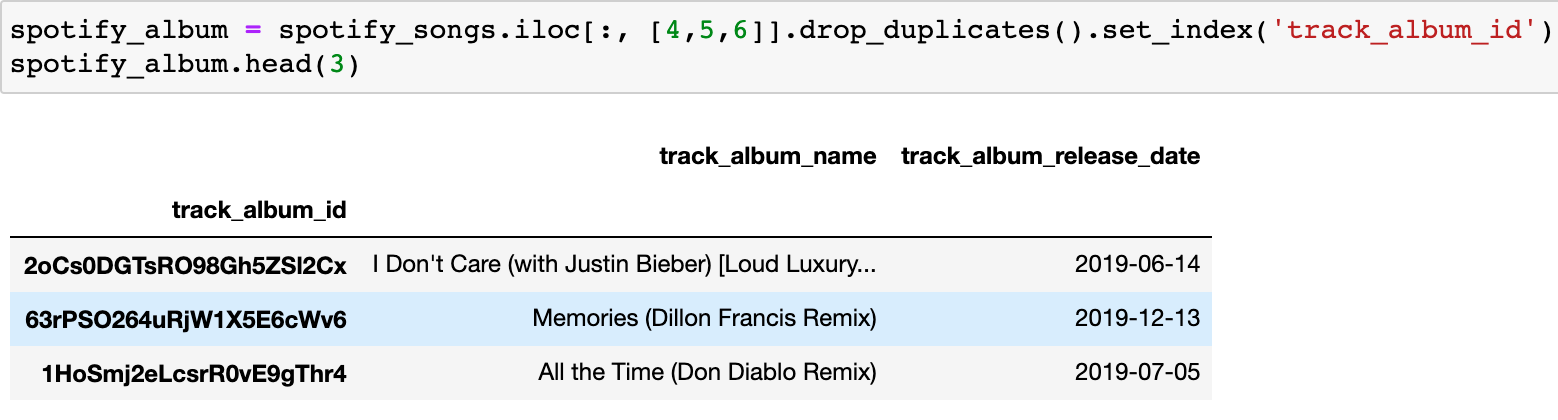 spotify_album = spotify_songs.iloc[:, [4,5,6]].drop_duplicates().set_index('track_album_id')
spotify_album.head(3)
track_album_name track_album_release_date
track_album_id
2oCs0DGTsRO98Gh5ZSl2Cx I Don't Care (with Justin Bieber) [Loud Luxury... 2019-06-14
63rPSO264uRjW1X5E6cWv6 Memories (Dillon Francis Remix) 2019-12-13
1HoSmj2eLcsrR0vE9gThr4 All the Time (Don Diablo Remix) 2019-07-05